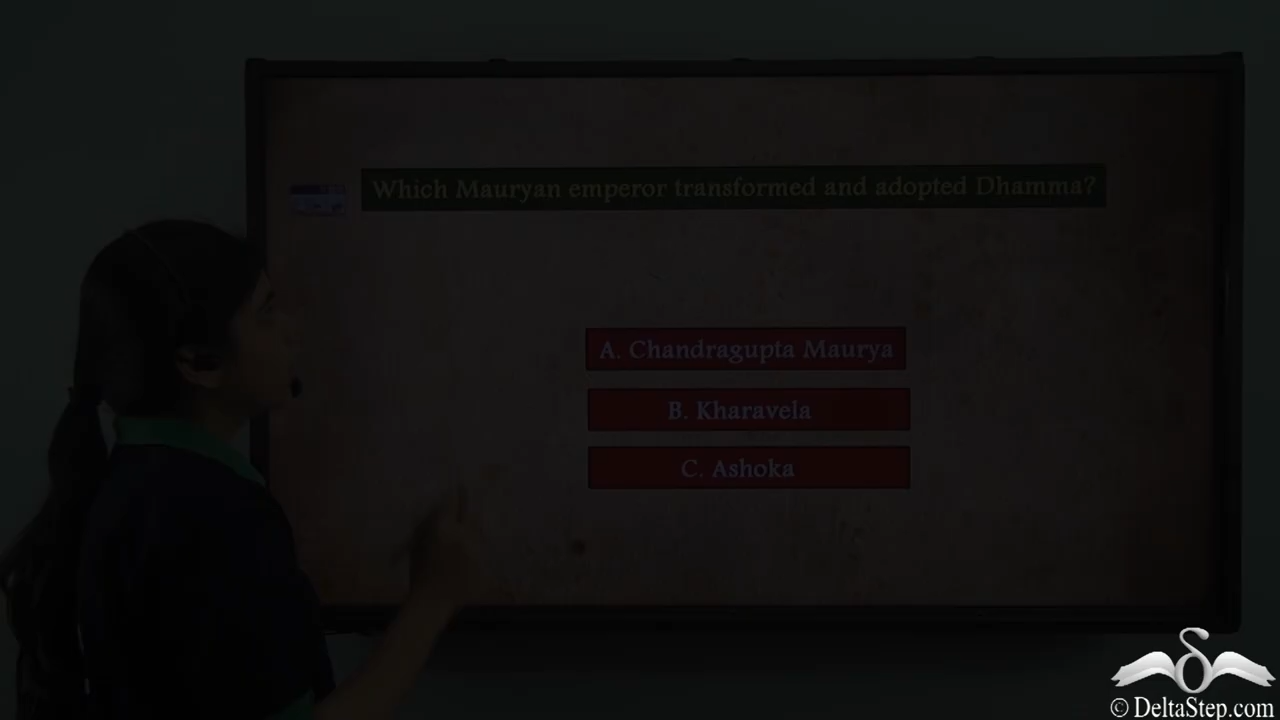 Which Mauryan emperor transformed and adopted Dhamma?
A. Chandragupta Maurya
B. Kharavela
C. Ashoka
© DeltaStep.com